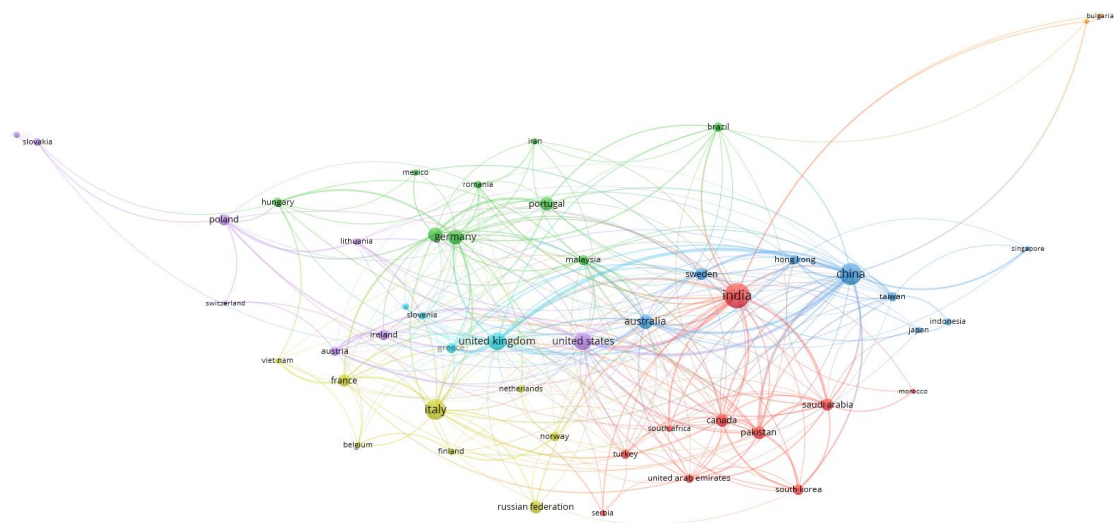 bulgaria
brazil
slovakia
iran
mexico
romania
hungary
portugal
poland
germany
lithuania
singapore
malaysia
hong kong
sweden
china
india
taiwan
switzerland
slovenia
australia
indonesia
japan
ireland
united kingdom
united states
greece
austria
viet nam
france
netherlands
morocco
italy
saudi arabia
canada
south africa
pakistan
norway
belgium
finland
turkey
united arab emirates
south korea
russian federation
serbia